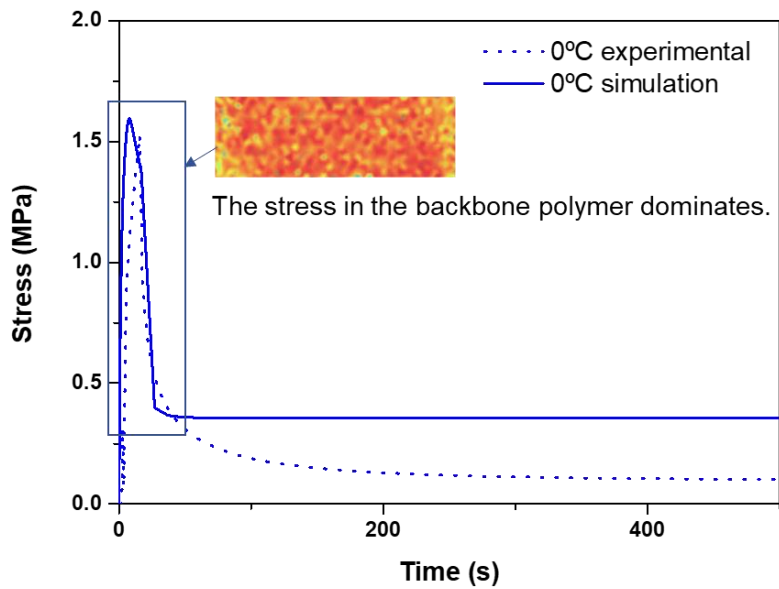 2.0
0ºC experimental
0ºC simulation
1.5
The stress in the backbone polymer dominates.
Stress (MPa)
1.0
0.5
0.0
0
200
400
Time (s)